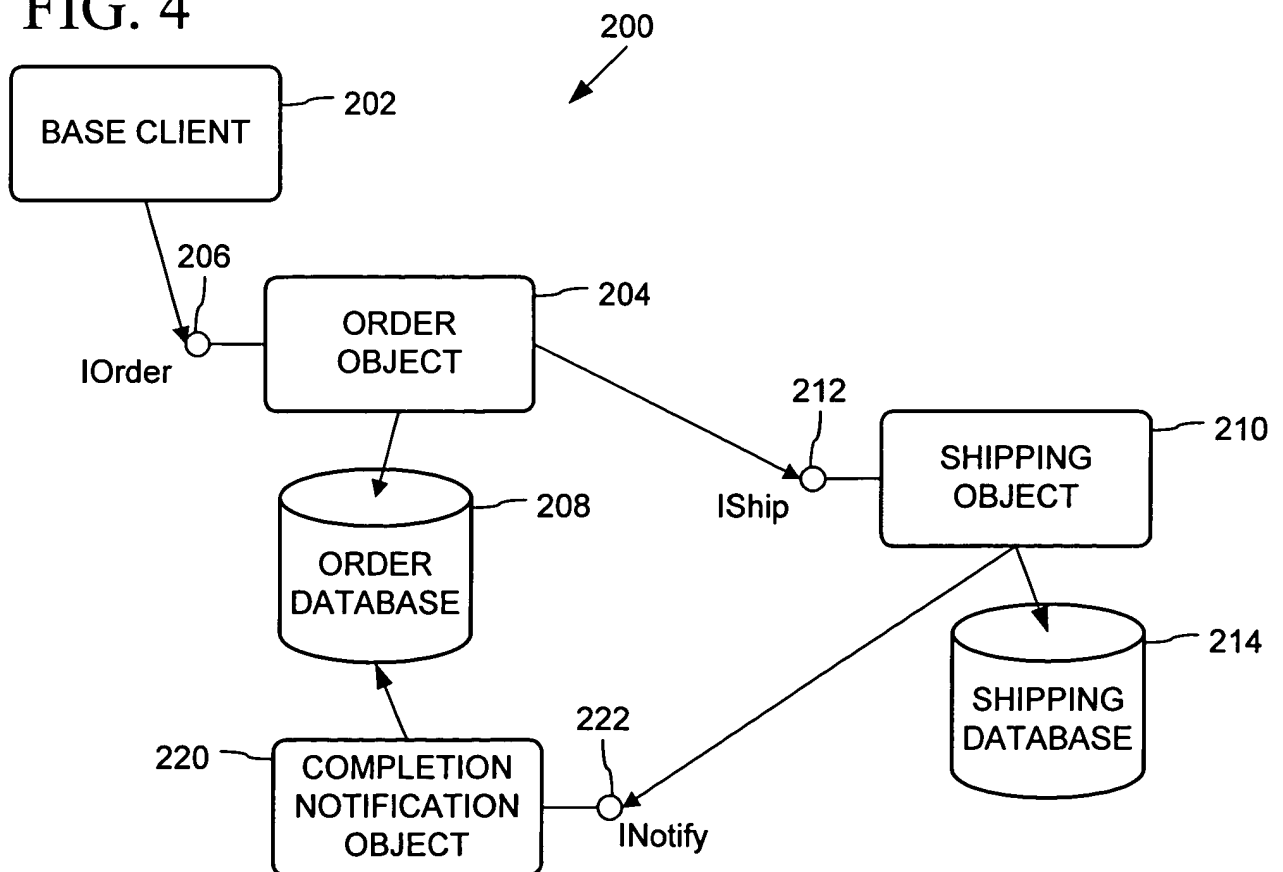 FIG. 4
200
BASE CLIENT
202
206
IOrder
ORDER
OBJECT
204
212
IShip
SHIPPING
OBJECT
210
ORDER
DATABASE
208
SHIPPING
DATABASE
214
220
COMPLETION
NOTIFICATION
OBJECT
222
INotify